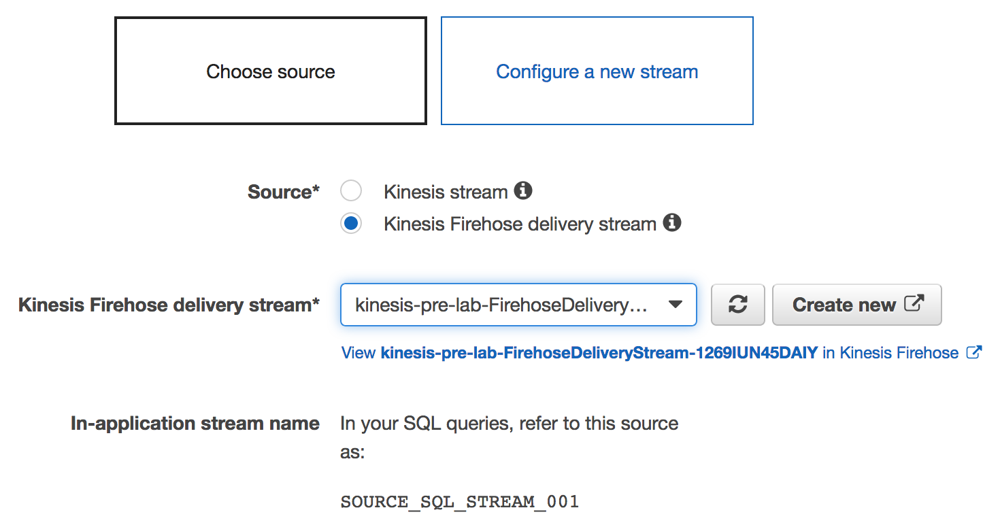 Choose source
Configure a new stream
Source*
Kinesis stream
Kinesis Firehose delivery stream
Kinesis Firehose delivery stream*
kinesis-pre-lab-FirehoseDelivery...
Create new
View kinesis-pre-lab-FirehoseDeliveryStream-1269IUN45DAIY in Kinesis Firehose
In-application stream name
In your SQL queries, refer to this source
as:
SOURCE_SQL_STREAM_001